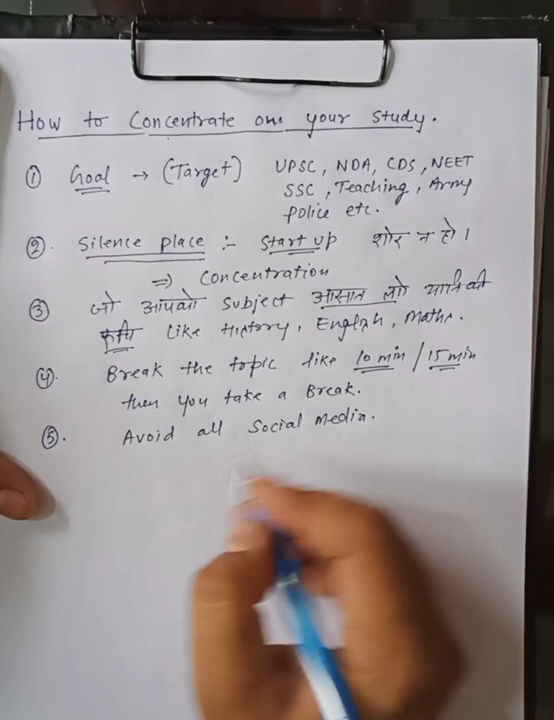 How to Concentrate one your study.
① Goal → (Target) UPSC, NDA, CDS, NEET
SSC, Teaching, Army
police etc.
②. Silence place :- Start up शोर न हो।
⇒ Concentration
③ जो आपको subject आसान लगे यानि की
रूचि like History, English, Maths.
④. Break the topic like 10 min / 15 min
then you take a Break.
⑤. Avoid all Social media.